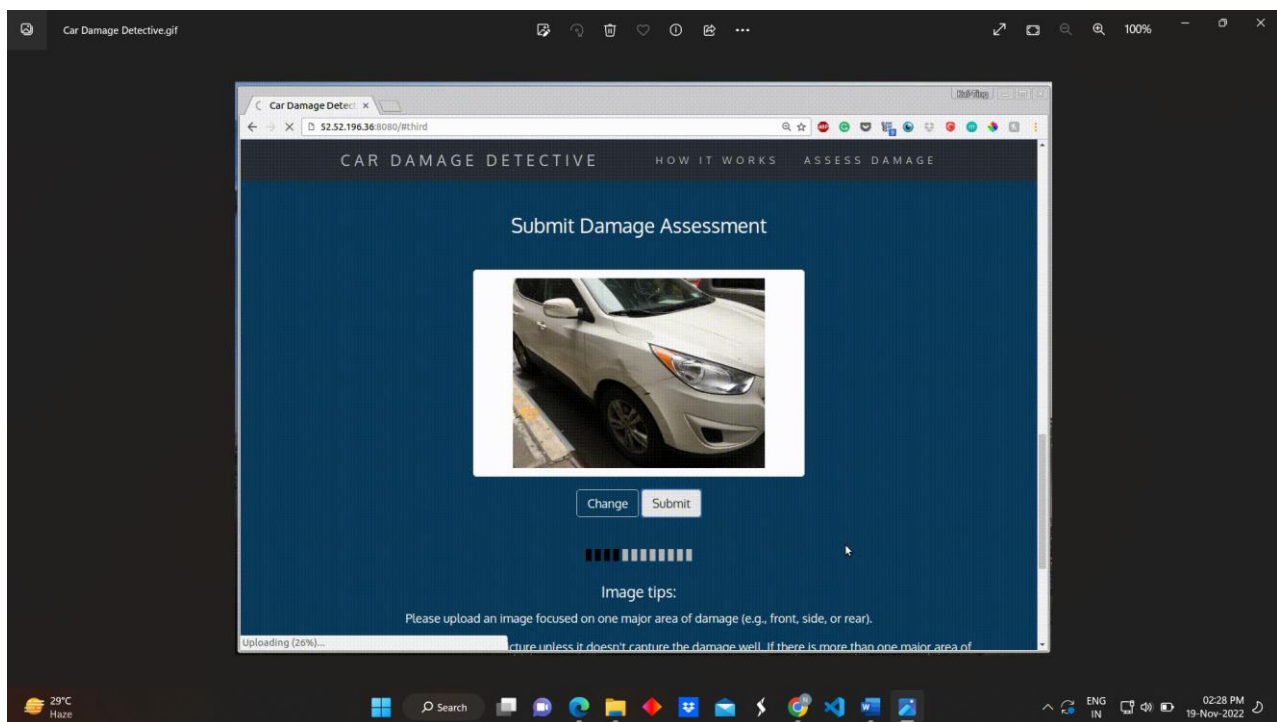 Car Damage Detective.gif
100%
Car Damage Detect
52.52.196.36:8080/#third
CAR DAMAGE DETECTIVE HOW IT WORKS ASSESS DAMAGE
Submit Damage Assessment
Change Submit
Image tips:
Please upload an image focused on one major area of damage (e.g., front, side, or rear).
Uploading (26%)...
icture unless it doesn't capture the damage well. If there is more than one major area of
29°C
Haze
Search
ENG
IN
02:28 PM
19-Nov-2022